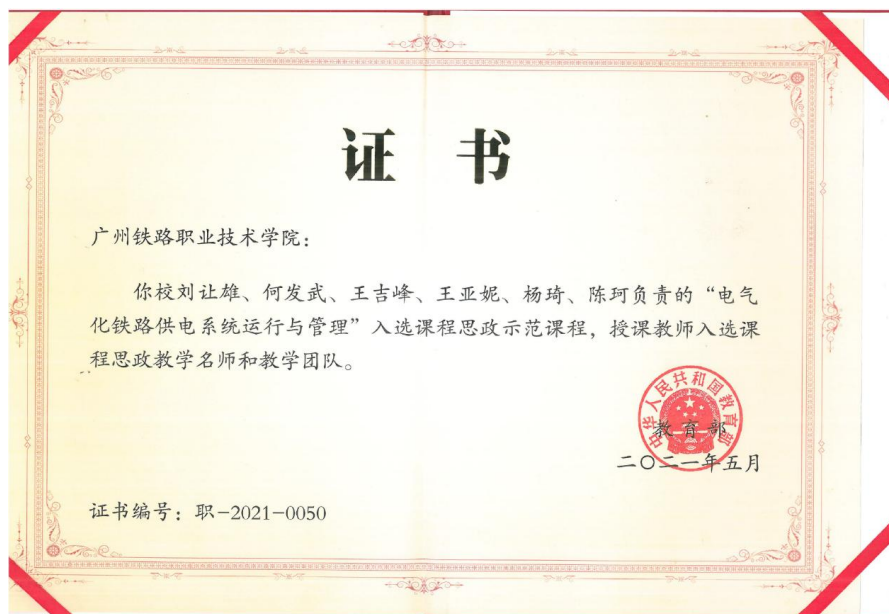 证 书
广州铁路职业技术学院：
你校刘让雄、何发武、王吉峰、王亚妮、杨琦、陈珂负责的“电气
化铁路供电系统运行与管理”入选课程思政示范课程，授课教师入选课
程思政教学名师和教学团队。
中华人民共和国教育部
教育部
二〇二一年五月
证书编号：职-2021-0050